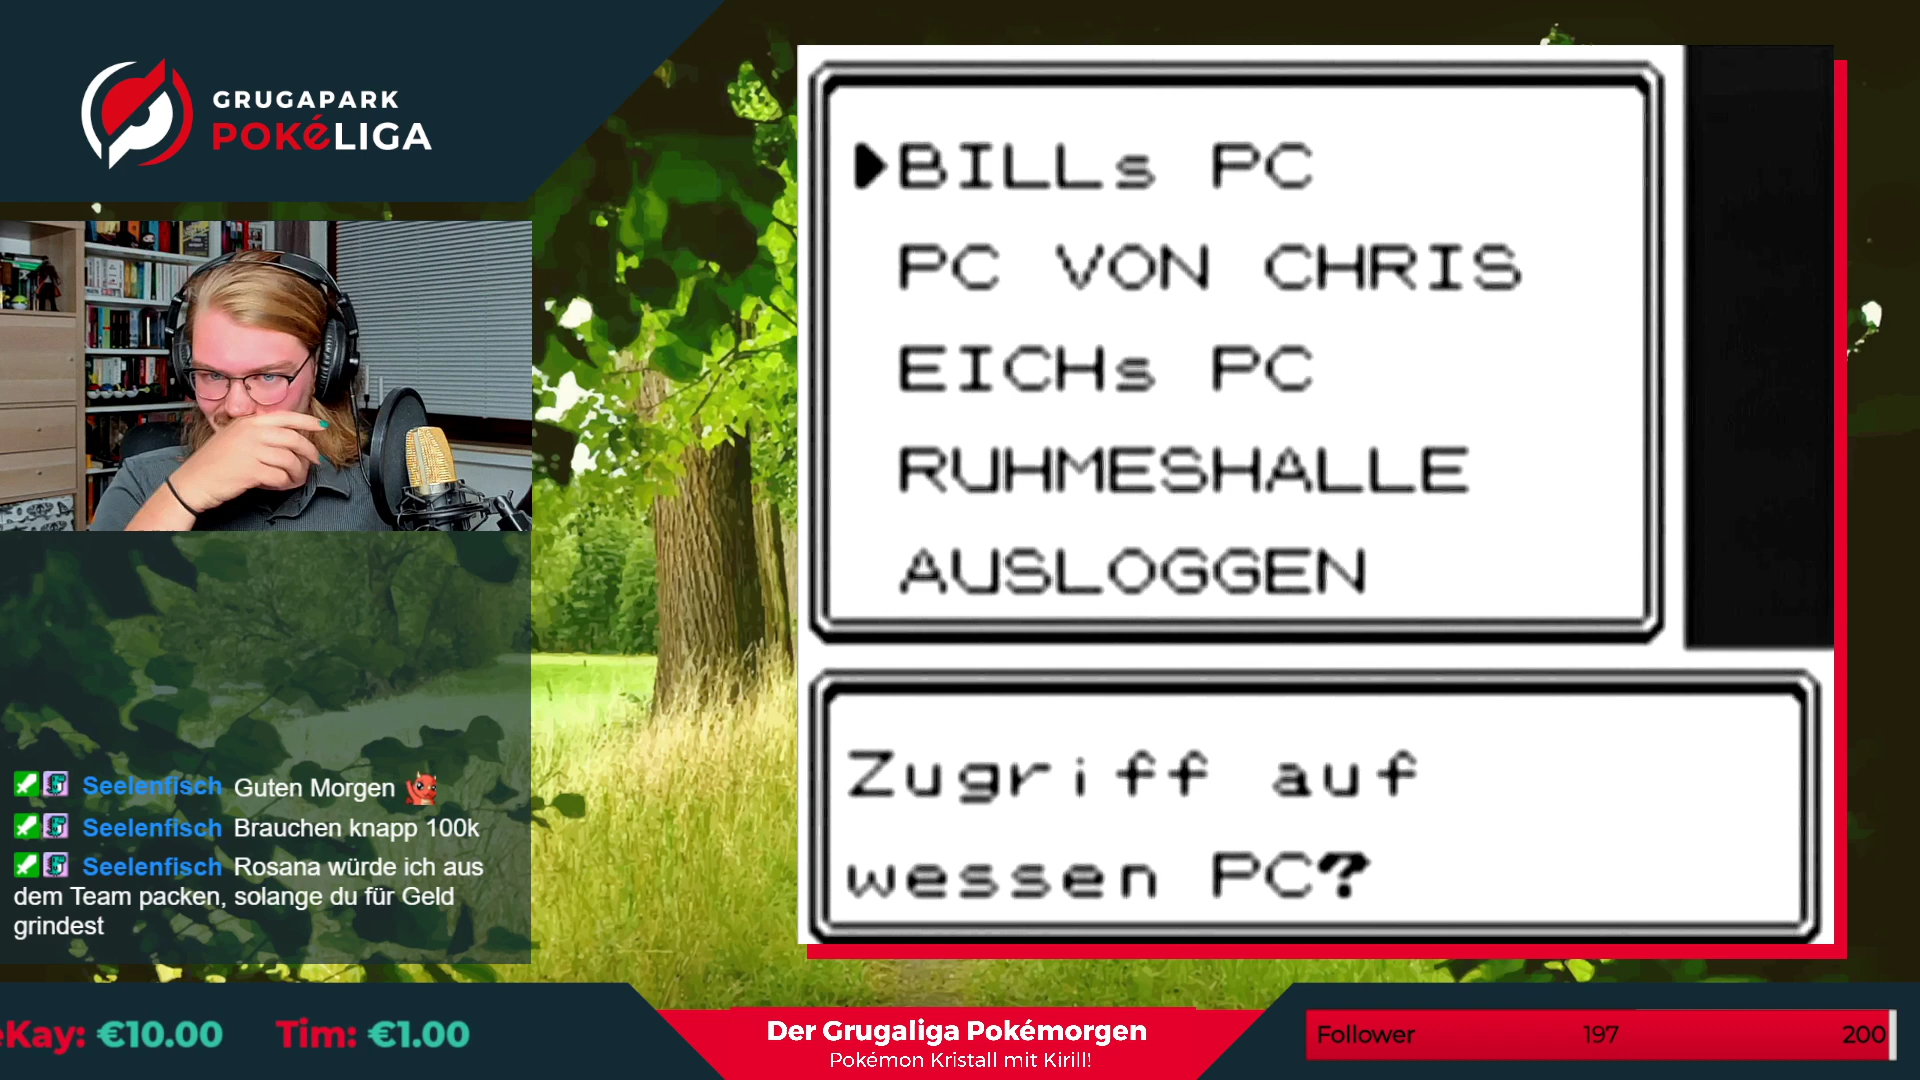 GRUGAPARK
POKéLIGA
BILLs PC
PC VON CHRIS
EICHs PC
RUHMESHALLE
AUSLOGGEN
Zugriff auf
wessen PC?
Seelenfisch Guten Morgen
Seelenfisch Brauchen knapp 100k
Seelenfisch Rosana würde ich aus
dem Team packen, solange du für Geld
grindest
eKay: €10.00 Tim: €1.00
Der Grugaliga Pokémorgen
Pokémon Kristall mit Kirill!
Follower 197 200